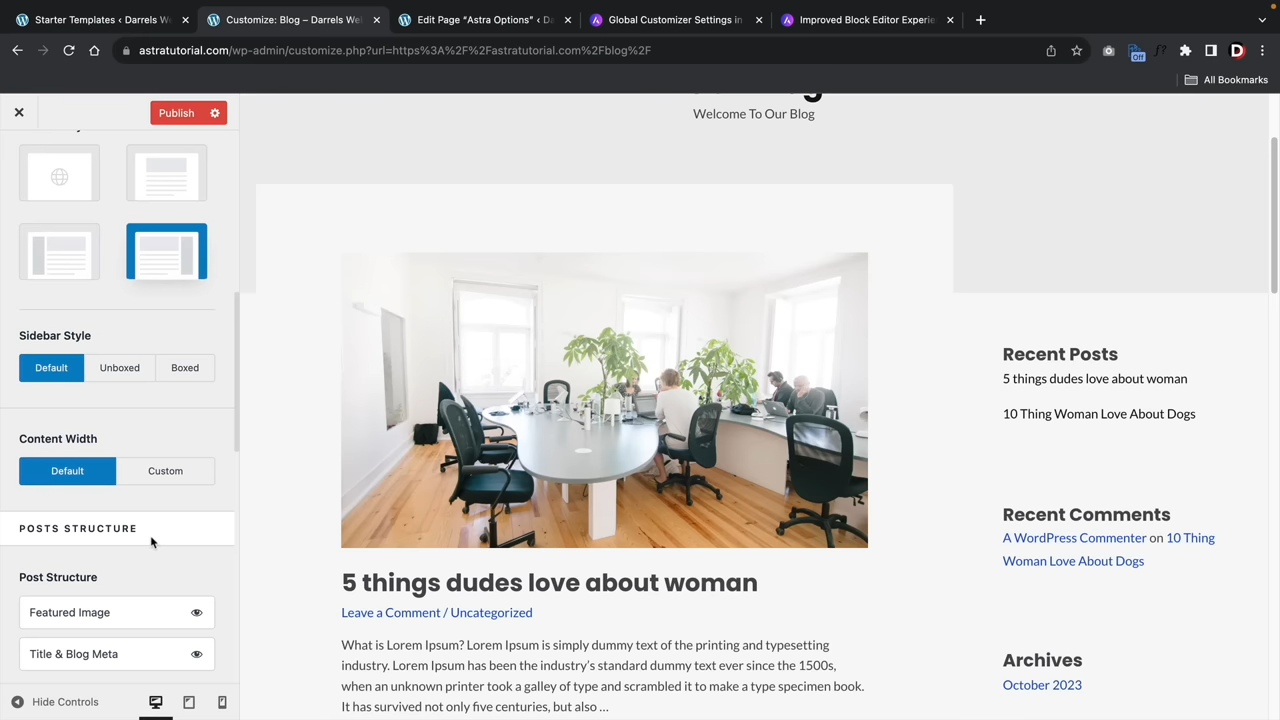 Starter Templates ‹ Darrels We
Customize: Blog – Darrels Wel
Edit Page “Astra Options” ‹ Da
Global Customizer Settings in
Improved Block Editor Experie
astratutorial.com/wp-admin/customize.php?url=https%3A%2F%2Fastratutorial.com%2Fblog%2F
Off
f?
D
All Bookmarks
Publish
Welcome To Our Blog
Sidebar Style
Default
Unboxed
Boxed
Content Width
Default
Custom
POSTS STRUCTURE
Post Structure
Featured Image
Title & Blog Meta
Hide Controls
5 things dudes love about woman
Leave a Comment / Uncategorized
What is Lorem Ipsum? Lorem Ipsum is simply dummy text of the printing and typesetting
industry. Lorem Ipsum has been the industry’s standard dummy text ever since the 1500s,
when an unknown printer took a galley of type and scrambled it to make a type specimen book.
It has survived not only five centuries, but also …
Recent Posts
5 things dudes love about woman
10 Thing Woman Love About Dogs
Recent Comments
A WordPress Commenter on 10 Thing
Woman Love About Dogs
Archives
October 2023